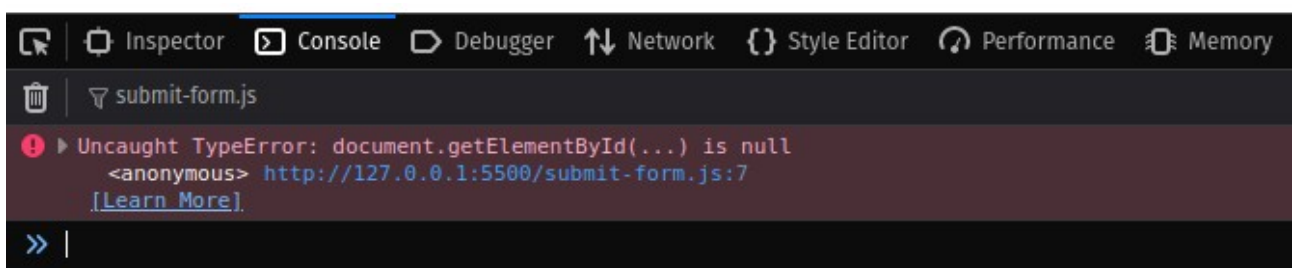 Inspector Console Debugger Network {} Style Editor Performance Memory
submit-form.js
Uncaught TypeError: document.getElementById(...) is null
<anonymous> http://127.0.0.1:5500/submit-form.js:7
[Learn More]
»